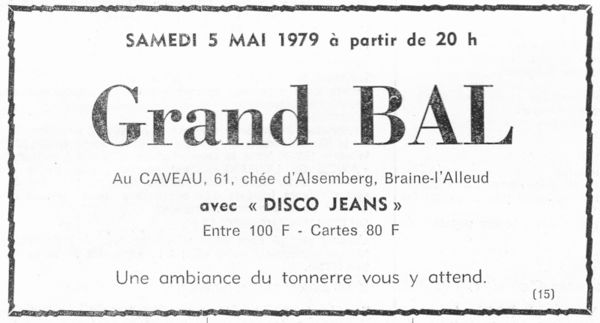 SAMEDI 5 MAI 1979 à partir de 20 h
Grand BAL
Au CAVEAU, 61, chée d'Alsemberg, Braine-l'Alleud
avec « DISCO JEANS »
Entre 100 F - Cartes 80 F
Une ambiance du tonnerre vous y attend.
(15)